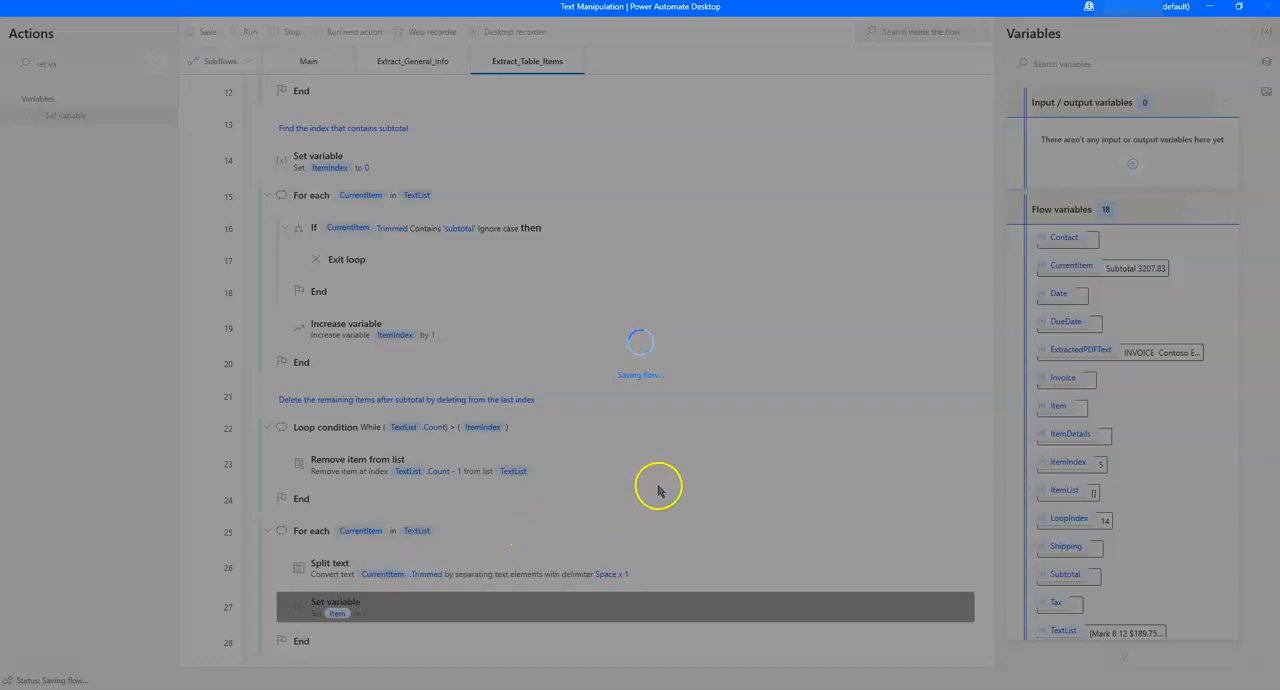 Text Manipulation | Power Automate Desktop
default)
Actions
Save
Run
Stop
Run next action
Web recorder
Desktop recorder
Search inside the flow
Variables
{x}
set va
Subflows
Main
Extract_General_Info
Extract_Table_Items
Search variables
Variables
Set variable
12
End
13
Find the index that contains subtotal
14
Set variable
Set ItemIndex to 0
15
For each CurrentItem in TextList
16
If CurrentItem .Trimmed Contains 'subtotal' Ignore case then
17
Exit loop
18
End
19
Increase variable
Increase variable ItemIndex by 1
20
End
21
Delete the remaining items after subtotal by deleting from the last index
22
Loop condition While ( TextList .Count) > ( ItemIndex )
23
Remove item from list
Remove item at index TextList .Count - 1 from list TextList
24
End
25
For each CurrentItem in TextList
26
Split text
Convert text CurrentItem .Trimmed by separating text elements with delimiter Space x 1
27
Set variable
Set Item to
28
End
Saving flow...
Input / output variables 0
There aren't any input or output variables here yet
Flow variables 18
Contact
CurrentItem Subtotal 3207.83
Date
DueDate
ExtractedPDFText INVOICE Contoso E...
Invoice
Item
ItemDetails
ItemIndex 5
ItemList []
LoopIndex 14
Shipping
Subtotal
Tax
TextList [Mark 8 12 $189.75...
Status: Saving flow...